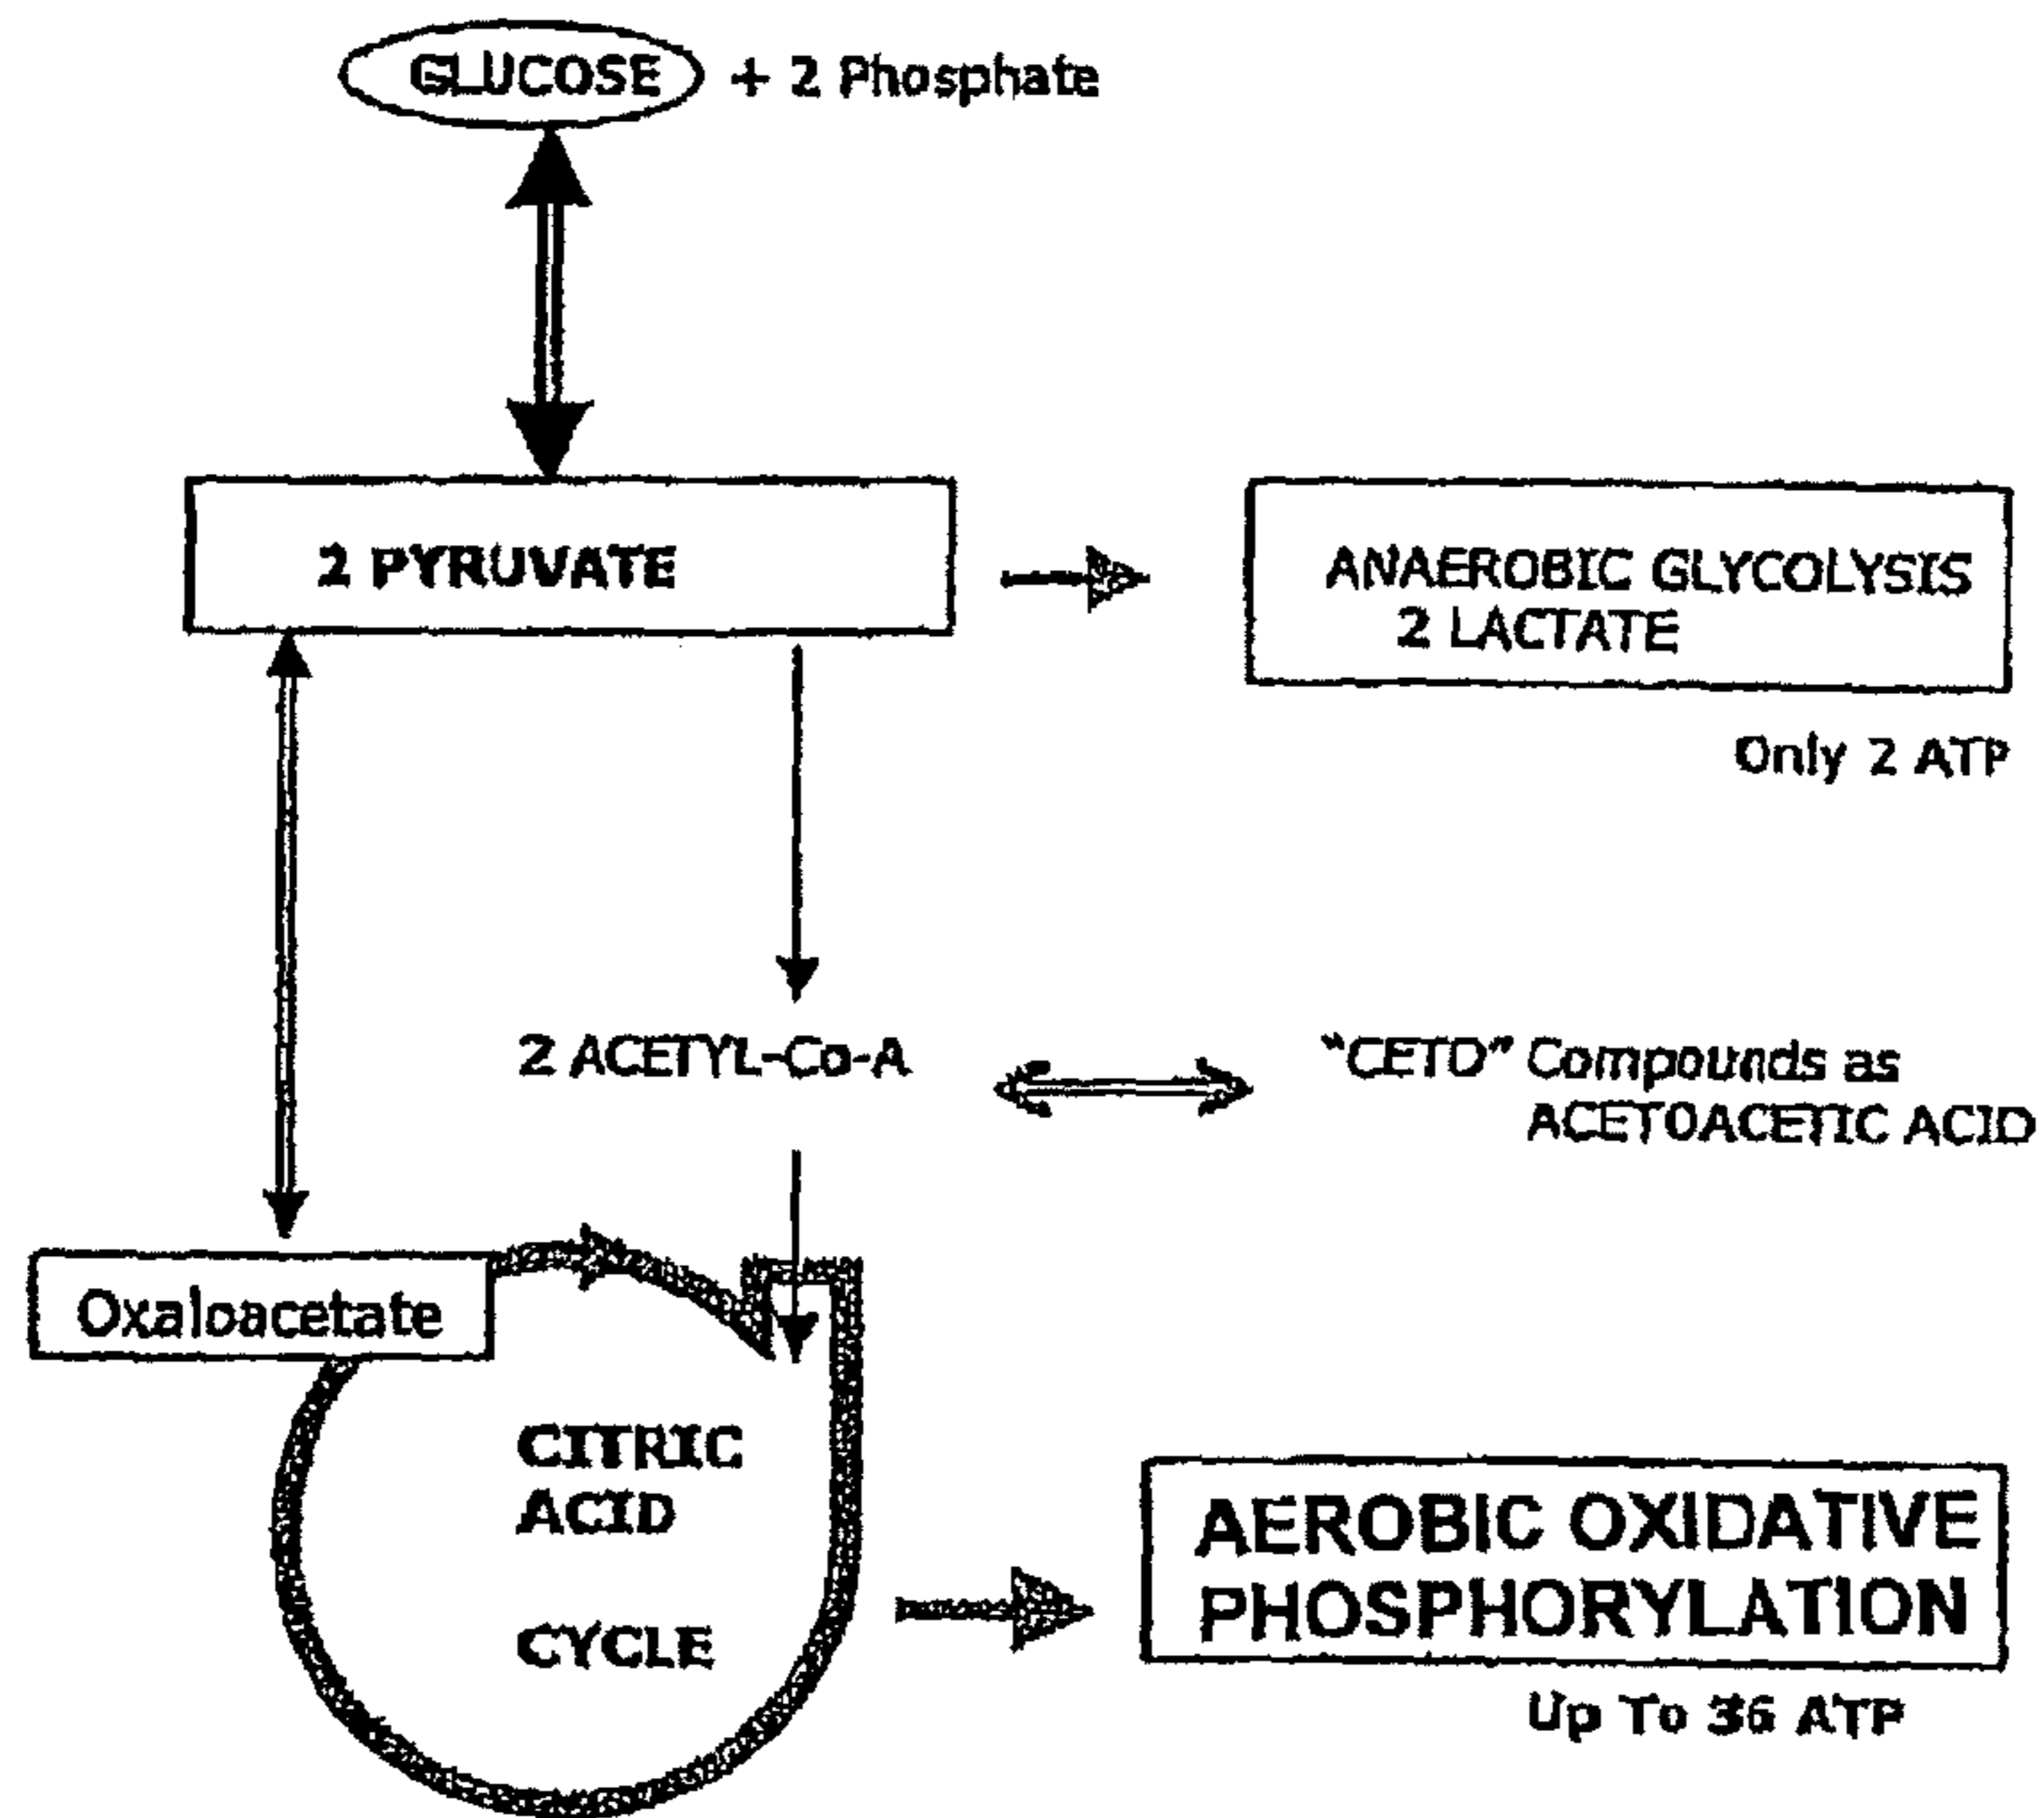 GLUCOSE + 2 Phosphate
2 PYRUVATE
ANAEROBIC GLYCOLYSIS
2 LACTATE
Only 2 ATP
2 ACETYL-Co-A
"CETO" Compounds as
ACETOACETIC ACID
Oxaloacetate
CITRIC
ACID
CYCLE
AEROBIC OXIDATIVE
PHOSPHORYLATION
Up To 36 ATP